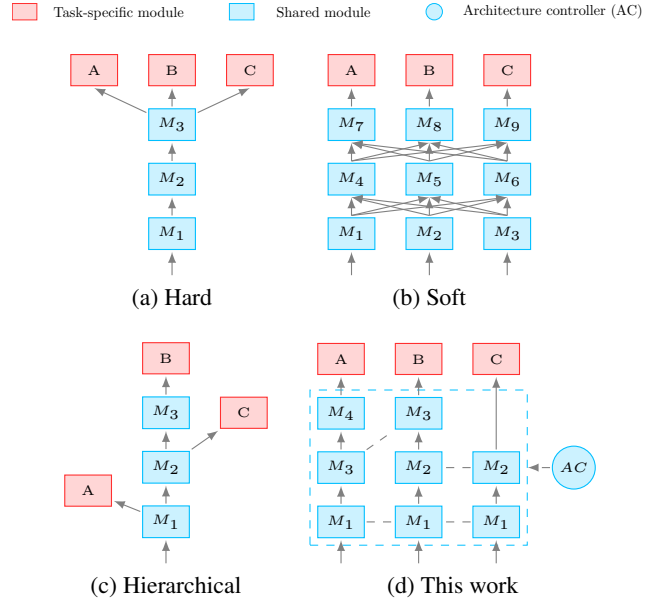 Task-specific module Shared module Architecture controller (AC)
A B C A B C
M3 M7 M8 M9
M2 M4 M5 M6
M1 M1 M2 M3
(a) Hard (b) Soft
B A B C
M3 C M4 M3
A M2 M3 M2 M2 AC
M1 M1 M1 M1
(c) Hierarchical (d) This work